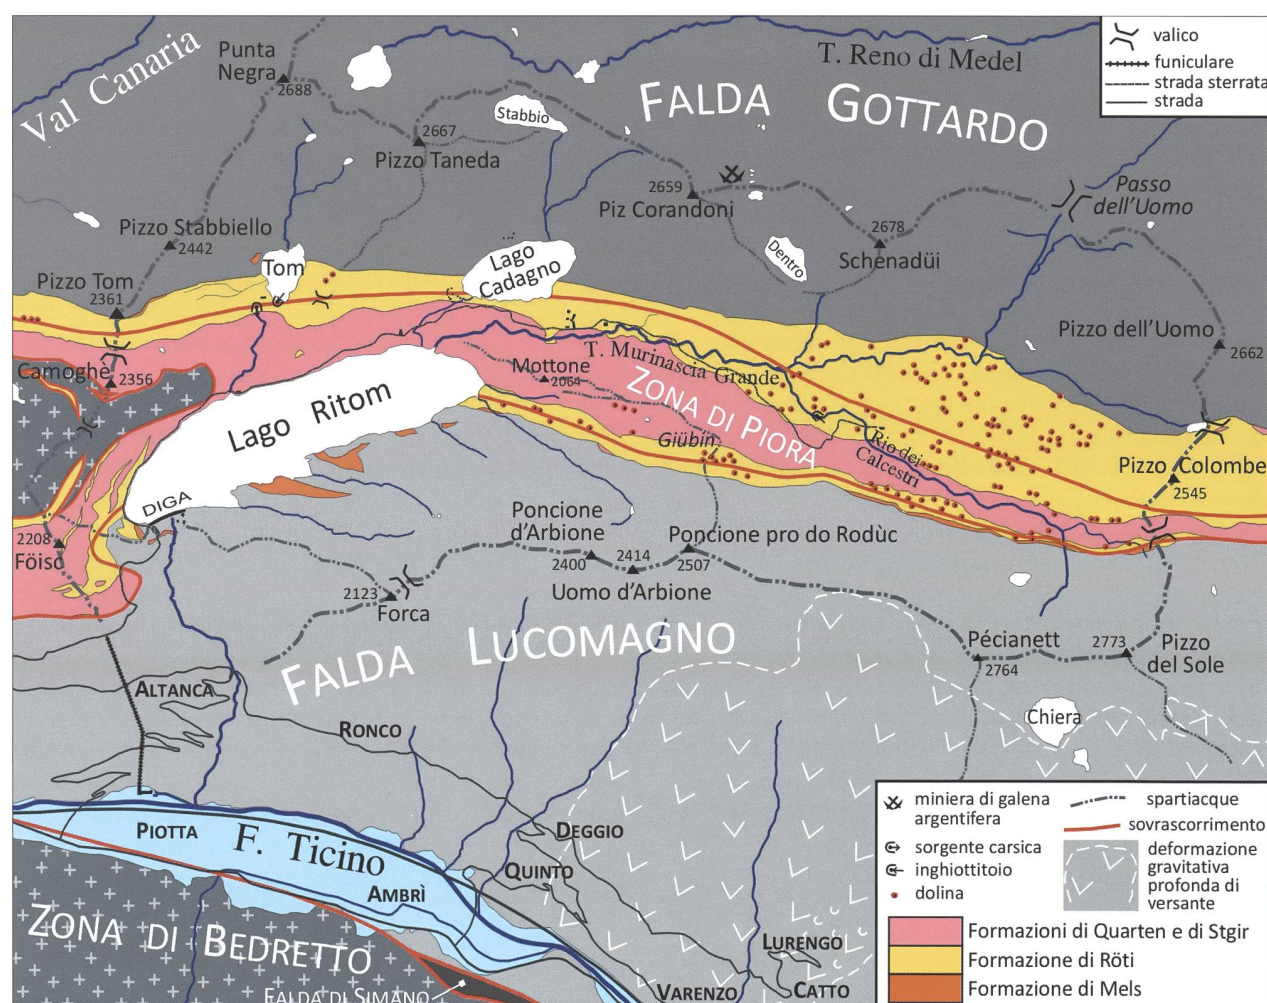 Val Canaria
Punta
Negra
2688
T. Reno di Medel
valico
funiculare
strada sterrata
strada
FALDA GOTTARDO
Stabbio
2667
Pizzo Taneda
2659
Piz Corandoni
Passo
dell'Uomo
Pizzo Stabbiello
2442
2678
Schenadüi
Dentro
Lago
Cadagno
Tom
Pizzo Tom
2361
Pizzo dell'Uomo
2662
Camoghè
2356
T. Murinascia Grande
Mottone
2064
ZONA DI PIORA
Lago Ritom
Giübin
Rio dei
Calcestri
Pizzo Colombe
2545
DIGA
2208
Föisc
Poncione
d'Arbione
2400
2414
Uomo d'Arbione
Poncione pro do Rodùc
2507
2123
Forca
FALDA LUCOMAGNO
Pécianett
2764
2773
Pizzo
del Sole
Chiera
ALTANCA
RONCO
PIOTTA
F. Ticino
AMBRÌ
DEGGIO
QUINTO
ZONA DI BEDRETTO
FALDA DI SIMANO
LURENGO
CATTO
VARENZO
miniera di galena
argentifera
sorgente carsica
inghiottitoio
dolina
spartiacque
sovrascorrimento
deformazione
gravitativa
profonda di
versante
Formazioni di Quarten e di Stgir
Formazione di Röti
Formazione di Mels